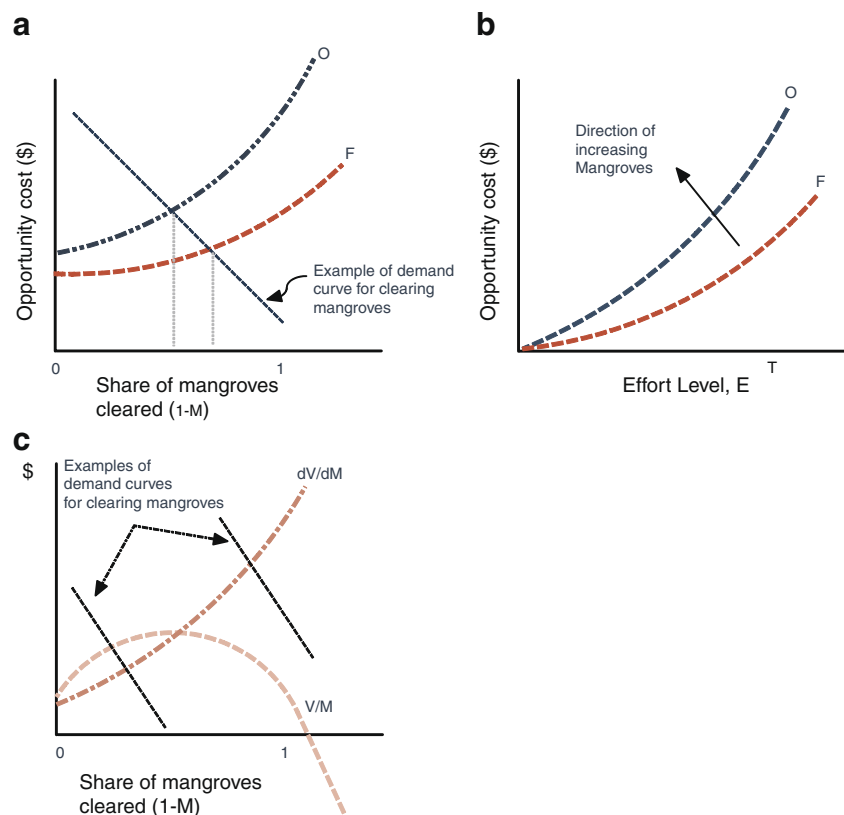 a
Opportunity cost ($)
O
F
Example of demand
curve for clearing
mangroves
0
1
Share of mangroves
cleared (1-M)
b
Opportunity cost ($)
O
Direction of
increasing
Mangroves
F
T
Effort Level, E
c
$
Examples of
demand curves
for clearing mangroves
dV/dM
V/M
0
1
Share of mangroves
cleared (1-M)